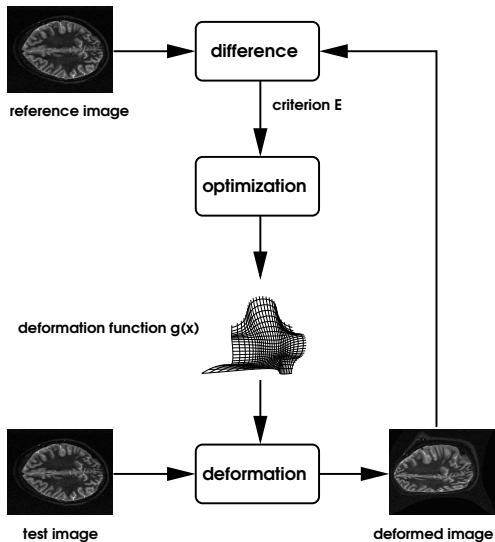 difference
reference image
criterion E
optimization
deformation function g(x)
deformation
test image
deformed image